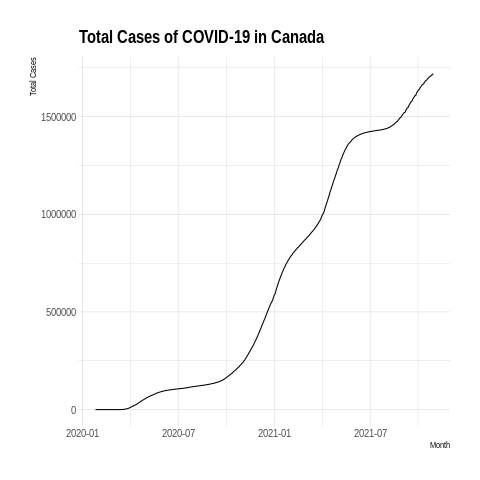 Total Cases of COVID-19 in Canada
Total Cases
1500000
1000000
500000
0
2020-01 2020-07 2021-01 2021-07
Month